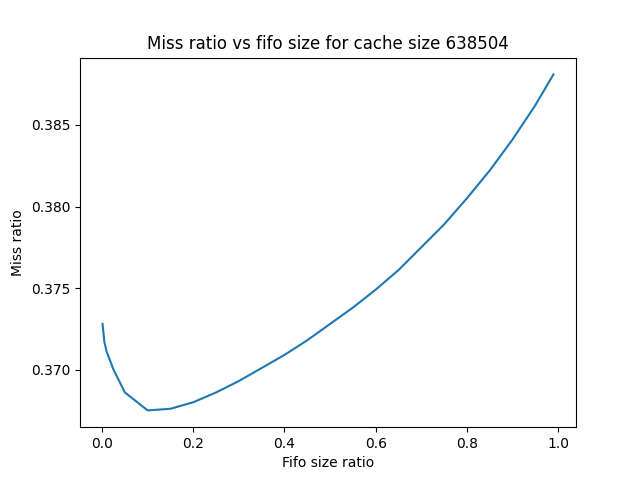 Miss ratio vs fifo size for cache size 638504
0.385
0.380
0.375
0.370
Miss ratio
0.0 0.2 0.4 0.6 0.8 1.0
Fifo size ratio